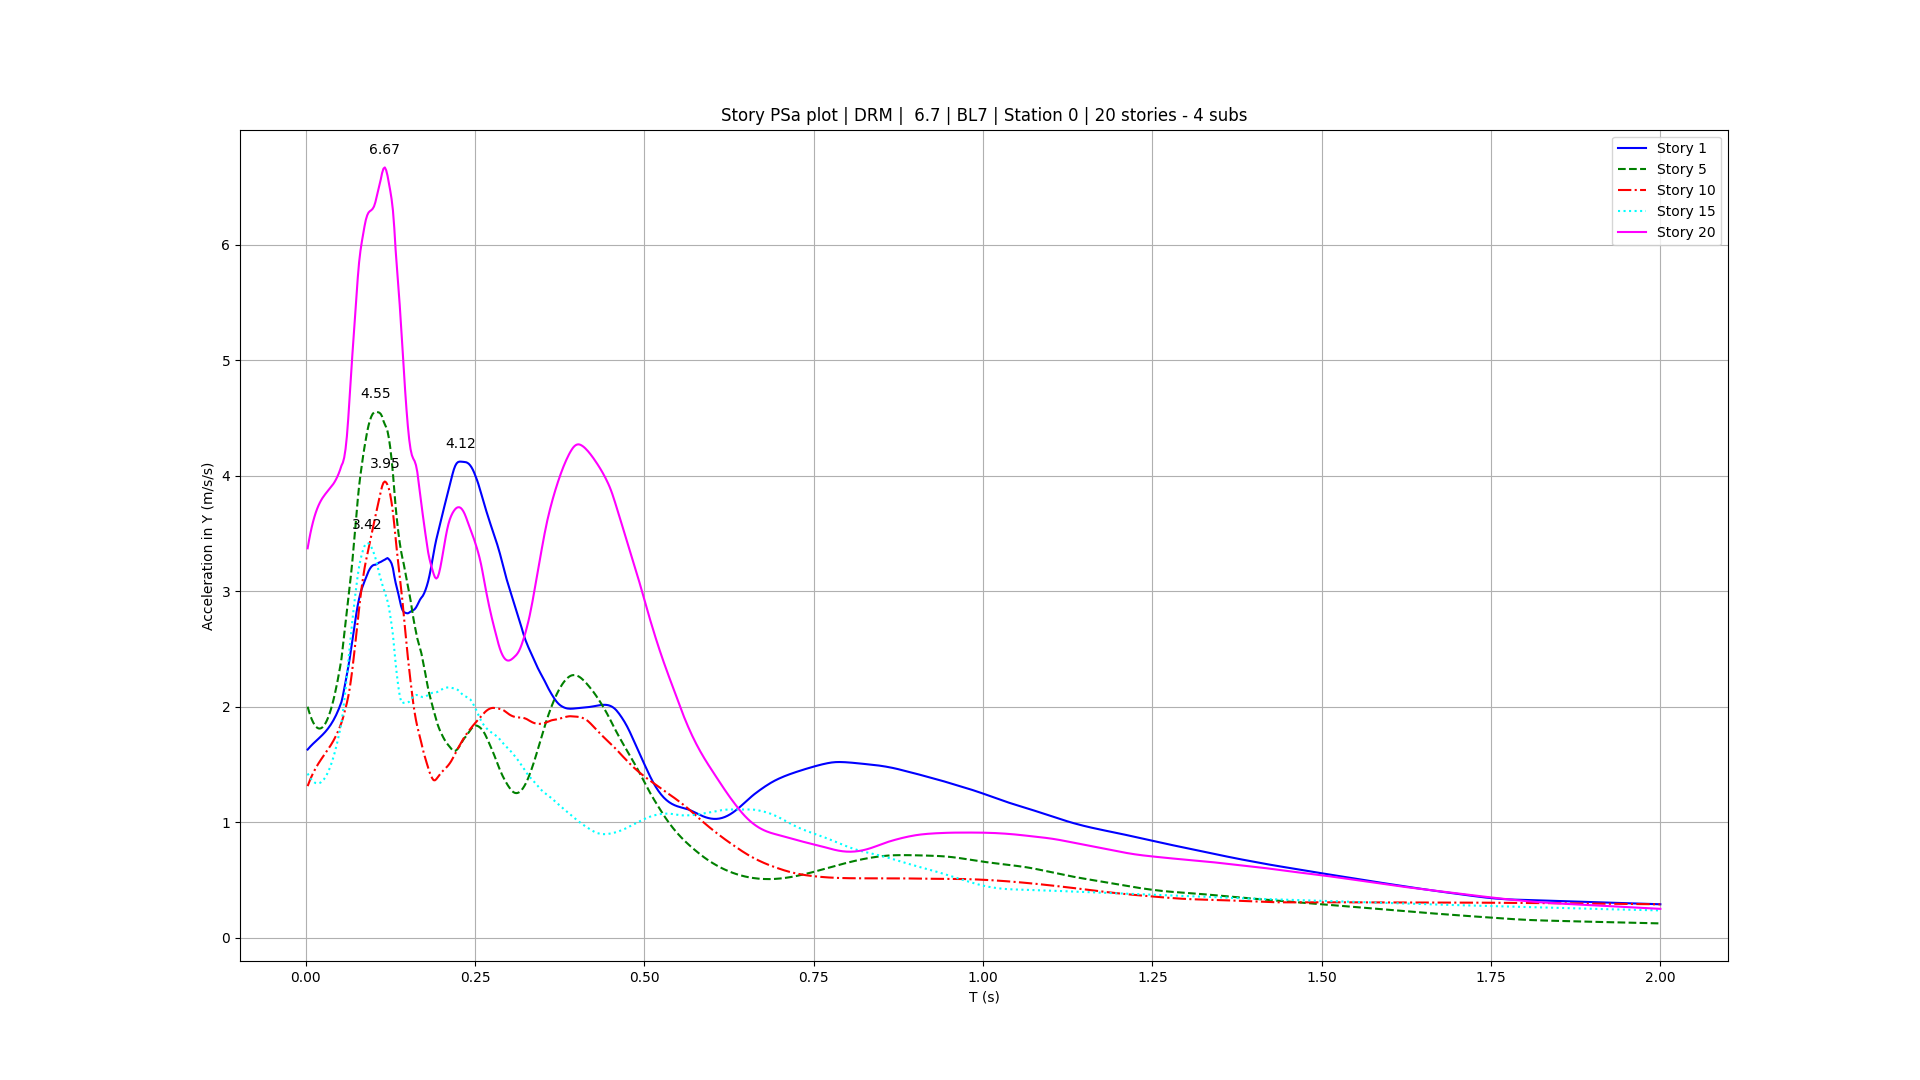 Story PSa plot | DRM |  6.7 | BL7 | Station 0 | 20 stories - 4 subs
Story 1
Story 5
Story 10
Story 15
Story 20
6.67
4.55
4.12
3.95
3.42
Acceleration in Y (m/s/s)
6
5
4
3
2
1
0
0.00 0.25 0.50 0.75 1.00 1.25 1.50 1.75 2.00
T (s)